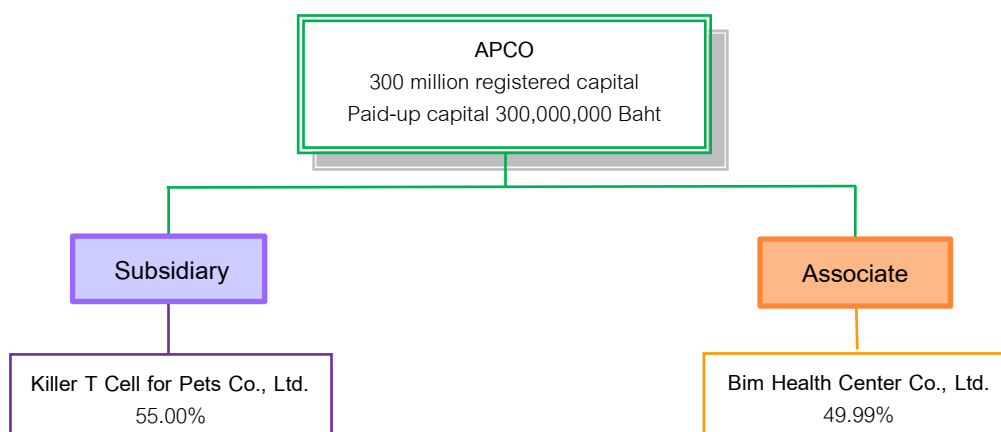 APCO
300 million registered capital
Paid-up capital 300,000,000 Baht
Subsidiary
Associate
Killer T Cell for Pets Co., Ltd.
55.00%
Bim Health Center Co., Ltd.
49.99%